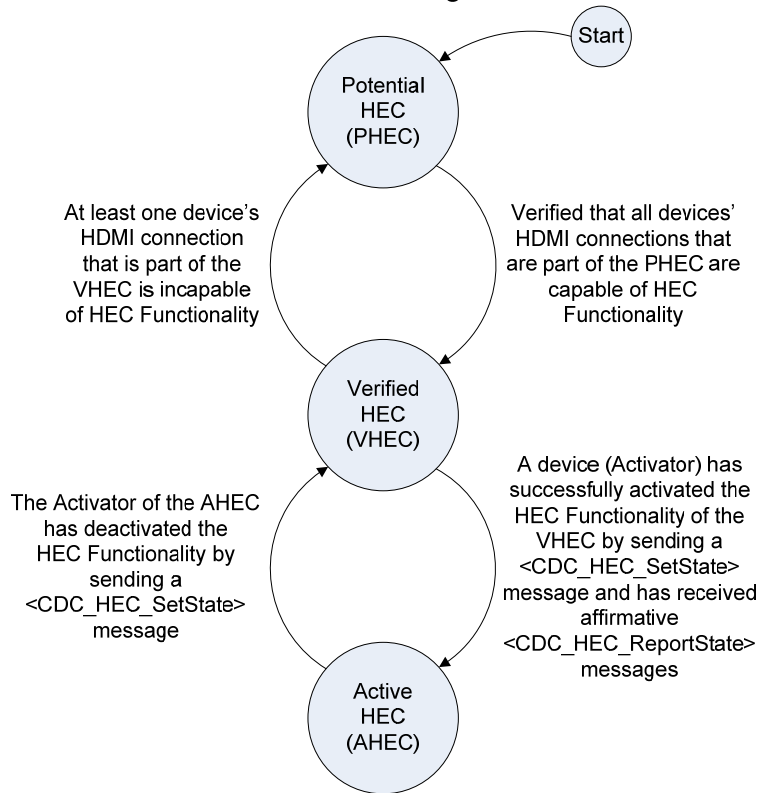 Start
Potential
HEC
(PHEC)
At least one device's
HDMI connection
that is part of the
VHEC is incapable
of HEC Functionality
Verified that all devices'
HDMI connections that
are part of the PHEC are
capable of HEC
Functionality
Verified
HEC
(VHEC)
The Activator of the AHEC
has deactivated the
HEC Functionality by
sending a
<CDC_HEC_SetState>
message
A device (Activator) has
successfully activated the
HEC Functionality of the
VHEC by sending a
<CDC_HEC_SetState>
message and has received
affirmative
<CDC_HEC_ReportState>
messages
Active
HEC
(AHEC)